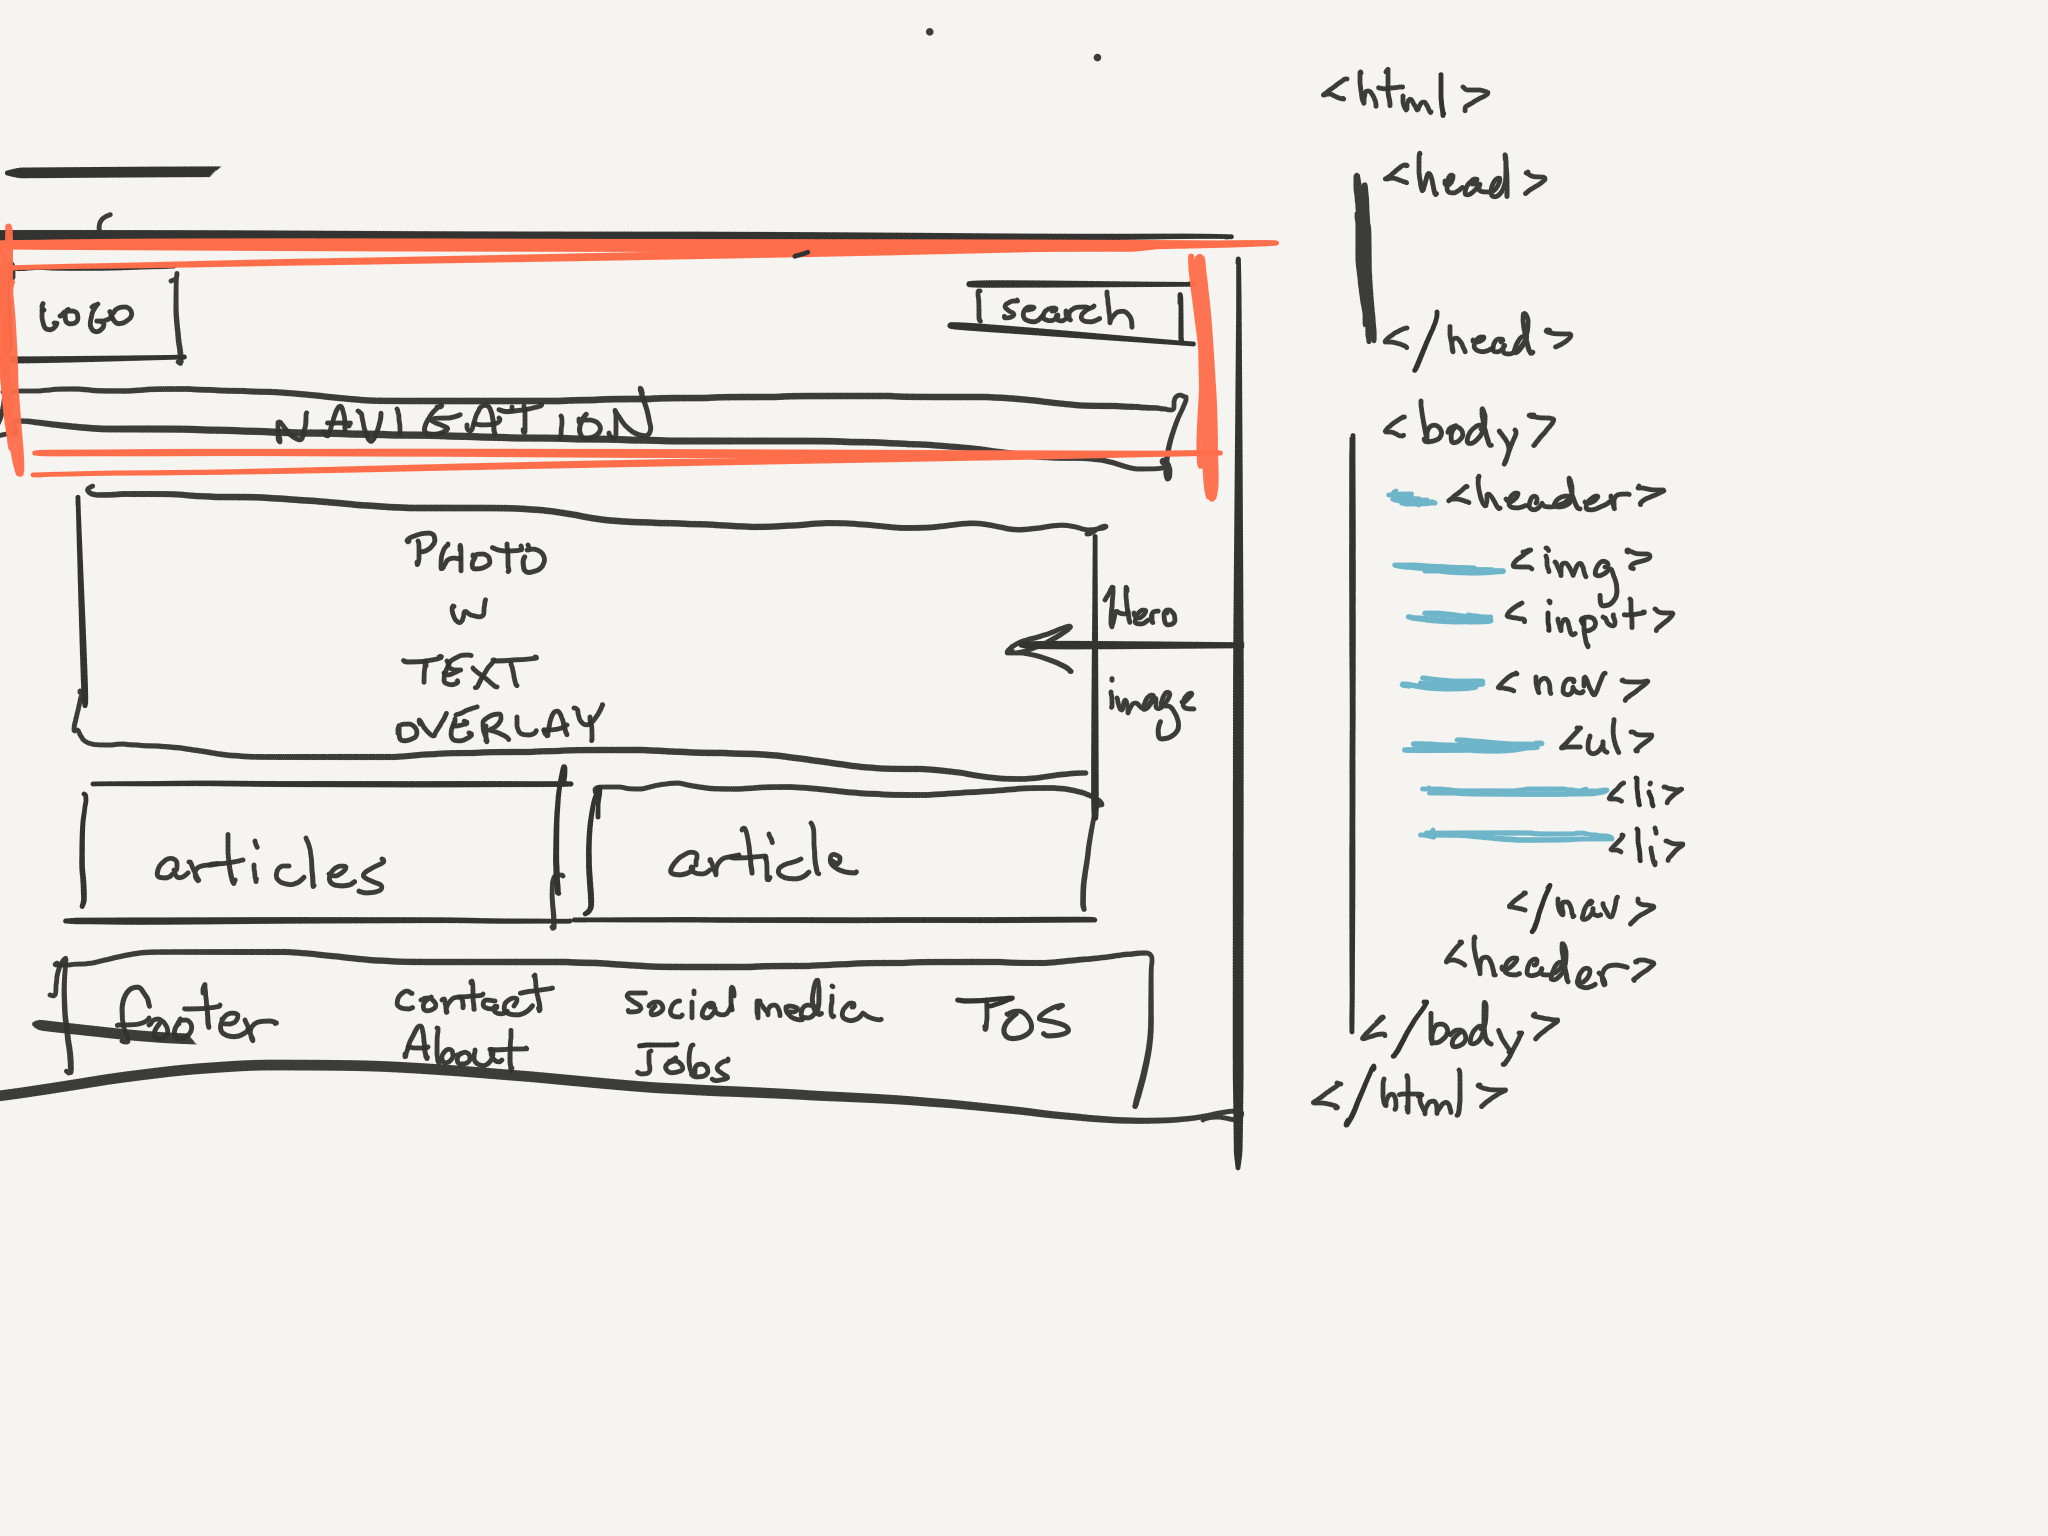 LOGO
search
NAVIGATION
PHOTO
W
TEXT
OVERLAY
Hero
image
articles
article
footer
contact
About
social media
Jobs
TOS
<html>
<head>
</head>
<body>
<header>
<img>
<input>
<nav>
<ul>
<li>
<li>
</nav>
<header>
</body>
</html>